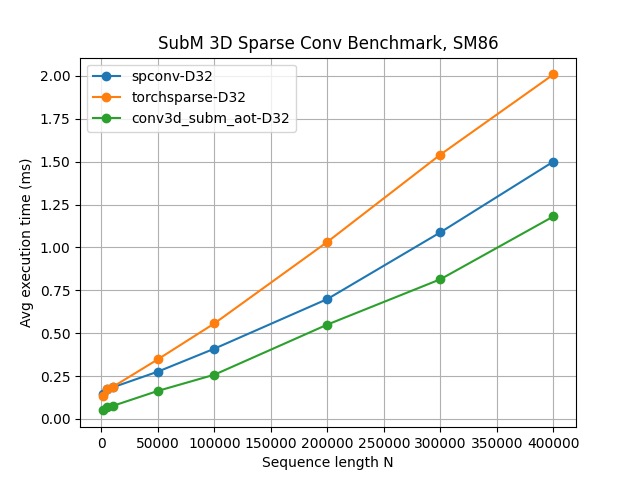 SubM 3D Sparse Conv Benchmark, SM86
spconv-D32
torchsparse-D32
conv3d_subm_aot-D32
Avg execution time (ms)
2.00
1.75
1.50
1.25
1.00
0.75
0.50
0.25
0.00
0 50000 100000 150000 200000 250000 300000 350000 400000
Sequence length N